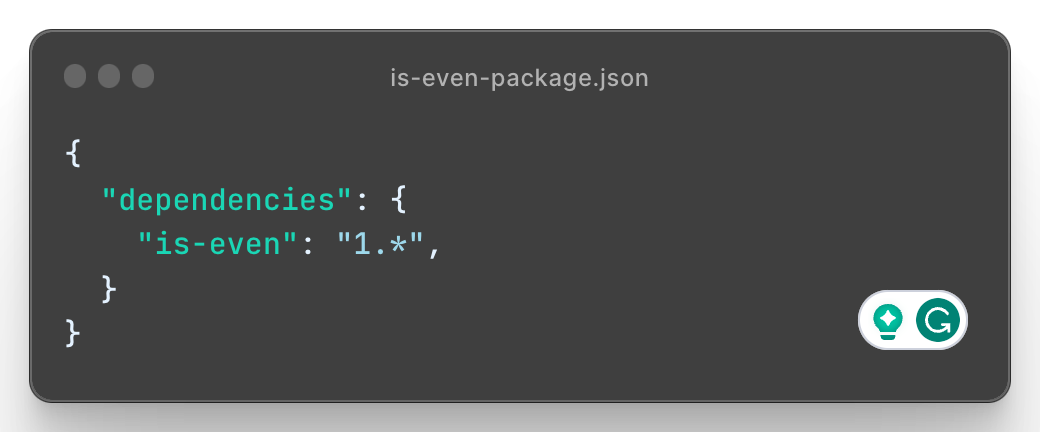 is-even-package.json
{
  "dependencies": {
    "is-even": "1.*",
  }
}